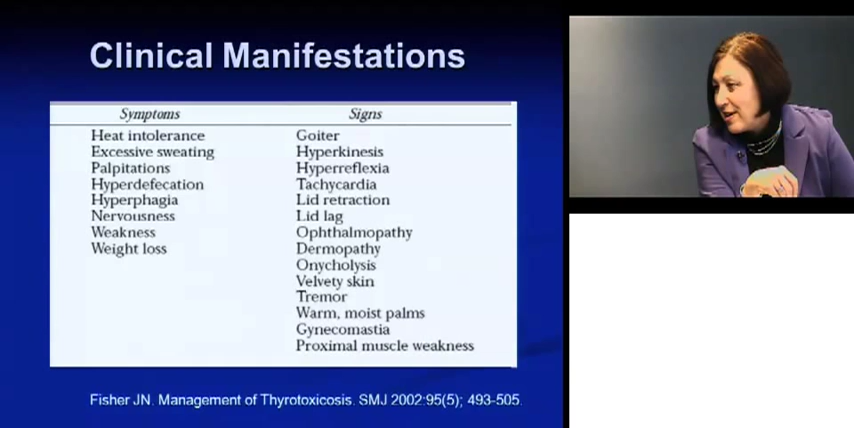 Clinical Manifestations
Symptoms
Heat intolerance
Excessive sweating
Palpitations
Hyperdefecation
Hyperphagia
Nervousness
Weakness
Weight loss
Signs
Goiter
Hyperkinesis
Hyperreflexia
Tachycardia
Lid retraction
Lid lag
Ophthalmopathy
Dermopathy
Onycholysis
Velvety skin
Tremor
Warm, moist palms
Gynecomastia
Proximal muscle weakness
Fisher JN. Management of Thyrotoxicosis. SMJ 2002:95(5); 493-505.